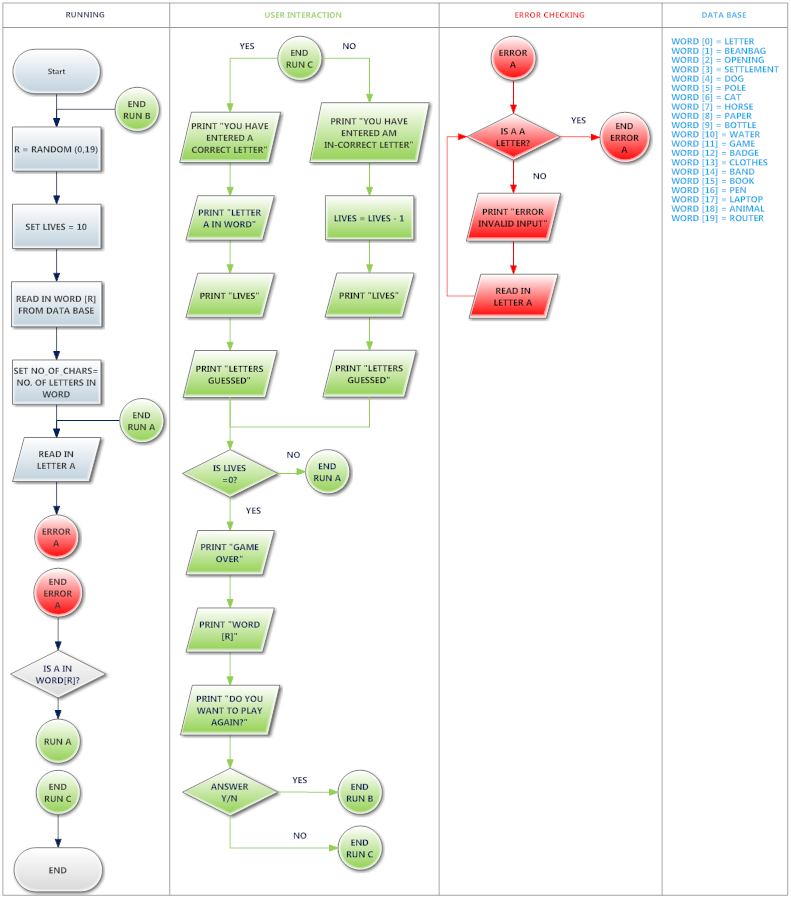 RUNNING
Start
END
RUN B
R = RANDOM (0,19)
SET LIVES = 10
READ IN WORD [R]
FROM DATA BASE
SET NO_OF_CHARS=
NO. OF LETTERS IN
WORD
END
RUN A
READ IN
LETTER A
ERROR
A
END
ERROR
A
IS A IN
WORD[R]?
RUN A
END
RUN C
END
USER INTERACTION
YES
NO
END
RUN C
PRINT "YOU HAVE
ENTERED A
CORRECT LETTER"
PRINT "YOU HAVE
ENTERED AM
IN-CORRECT LETTER"
PRINT "LETTER
A IN WORD"
LIVES = LIVES - 1
PRINT "LIVES"
PRINT "LIVES"
PRINT "LETTERS
GUESSED"
PRINT "LETTERS
GUESSED"
IS LIVES
=0?
NO
END
RUN A
YES
PRINT "GAME
OVER"
PRINT "WORD
[R]"
PRINT "DO YOU
WANT TO PLAY
AGAIN?"
ANSWER
Y/N
YES
END
RUN B
NO
END
RUN C
ERROR CHECKING
ERROR
A
IS A A
LETTER?
YES
END
ERROR
A
NO
PRINT "ERROR
INVALID INPUT"
READ IN
LETTER A
DATA BASE
WORD [0] = LETTER
WORD [1] = BEANBAG
WORD [2] = OPENING
WORD [3] = SETTLEMENT
WORD [4] = DOG
WORD [5] = POLE
WORD [6] = CAT
WORD [7] = HORSE
WORD [8] = PAPER
WORD [9] = BOTTLE
WORD [10] = WATER
WORD [11] = GAME
WORD [12] = BADGE
WORD [13] = CLOTHES
WORD [14] = BAND
WORD [15] = BOOK
WORD [16] = PEN
WORD [17] = LAPTOP
WORD [18] = ANIMAL
WORD [19] = ROUTER